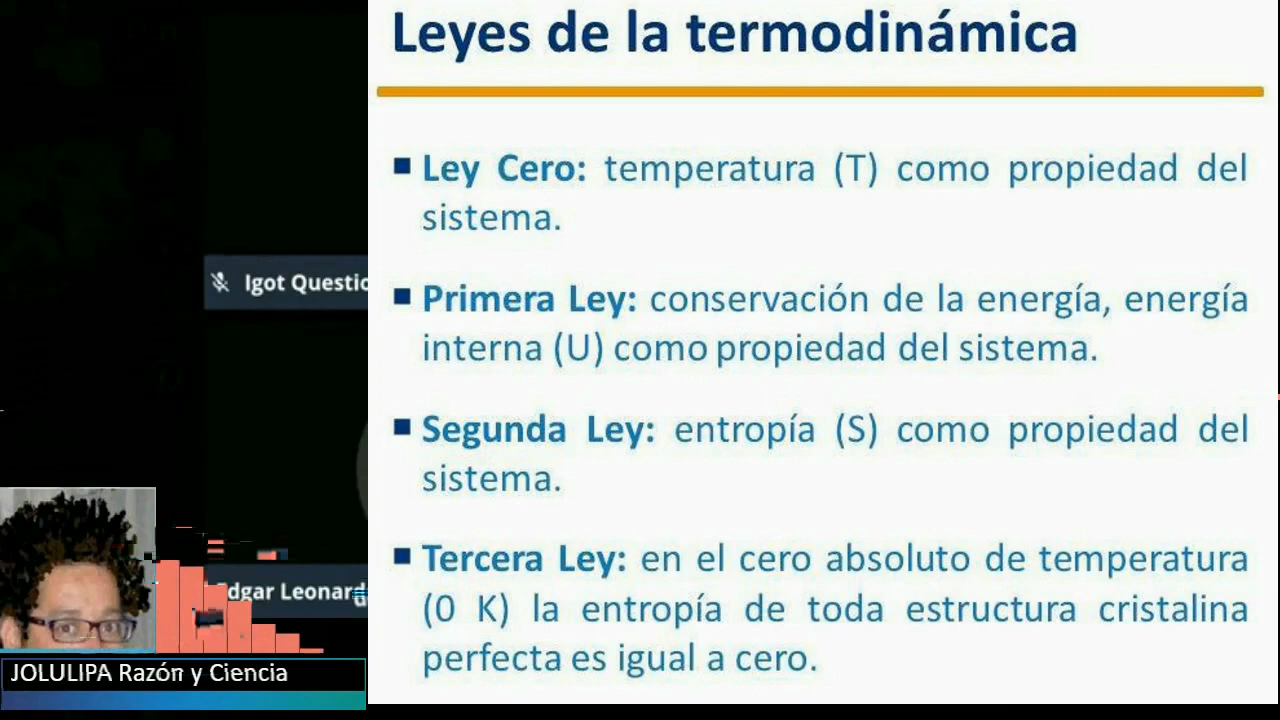 Leyes de la termodinámica
Ley Cero: temperatura (T) como propiedad del
sistema.
Primera Ley: conservación de la energía, energía
interna (U) como propiedad del sistema.
Segunda Ley: entropía (S) como propiedad del
sistema.
Tercera Ley: en el cero absoluto de temperatura
(0 K) la entropía de toda estructura cristalina
perfecta es igual a cero.
Igot
JOLULIPA Razón y Ciencia